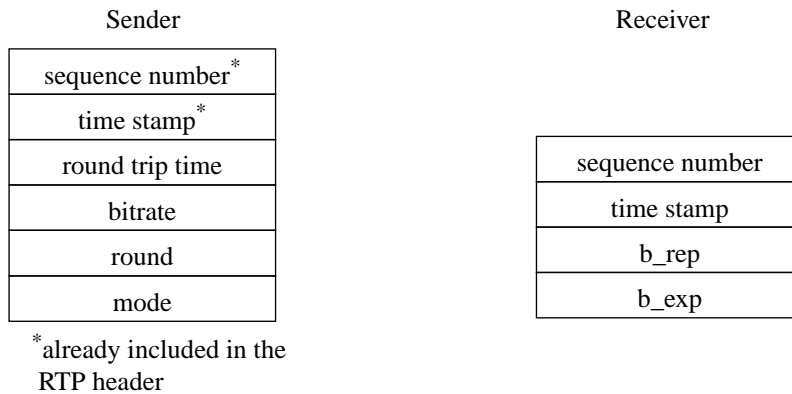 Sender
sequence number*
time stamp*
round trip time
bitrate
round
mode
*already included in the
RTP header
Receiver
sequence number
time stamp
b_rep
b_exp